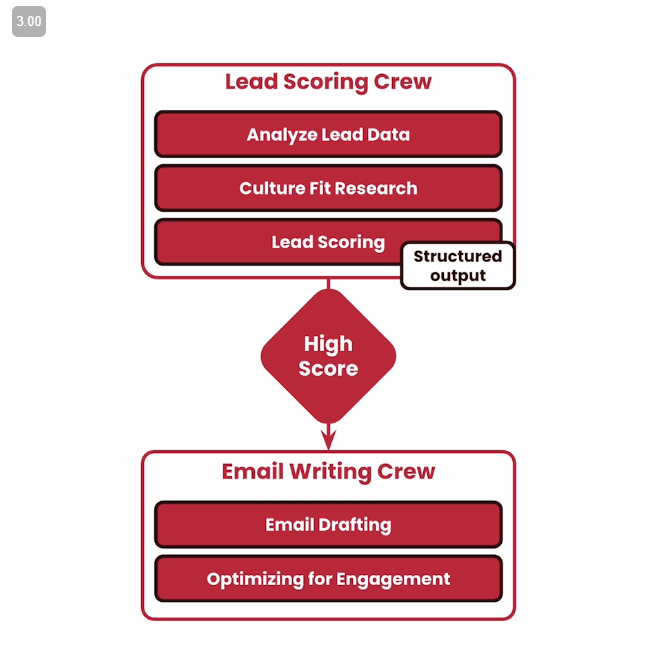 3.00
Lead Scoring Crew
Analyze Lead Data
Culture Fit Research
Lead Scoring
Structured
output
High
Score
Email Writing Crew
Email Drafting
Optimizing for Engagement